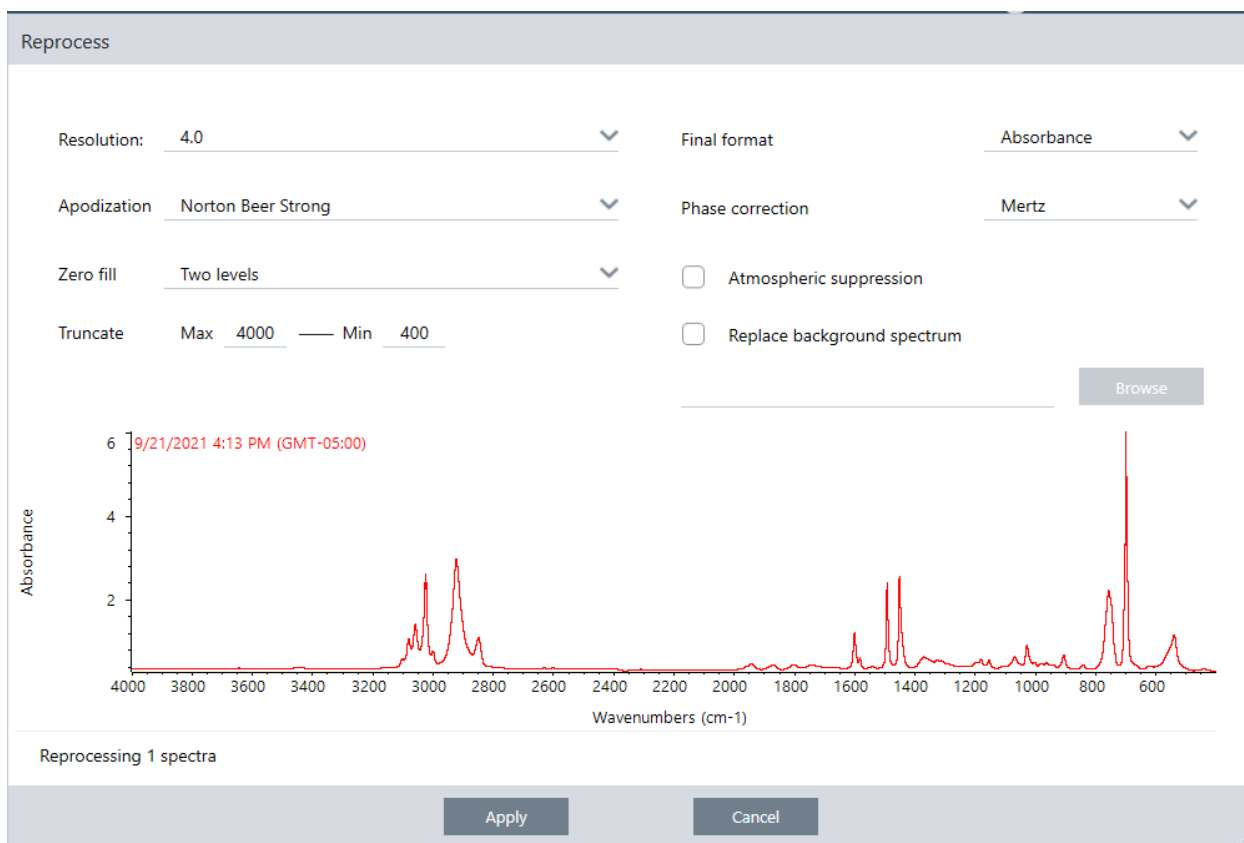 Reprocess
Resolution: 4.0 Final format Absorbance
Apodization Norton Beer Strong Phase correction Mertz
Zero fill Two levels Atmospheric suppression
Truncate Max 4000 Min 400 Replace background spectrum
Browse
6 9/21/2021 4:13 PM (GMT-05:00)
4
Absorbance
2
4000 3800 3600 3400 3200 3000 2800 2600 2400 2200 2000 1800 1600 1400 1200 1000 800 600
Wavenumbers (cm-1)
Reprocessing 1 spectra
Apply Cancel